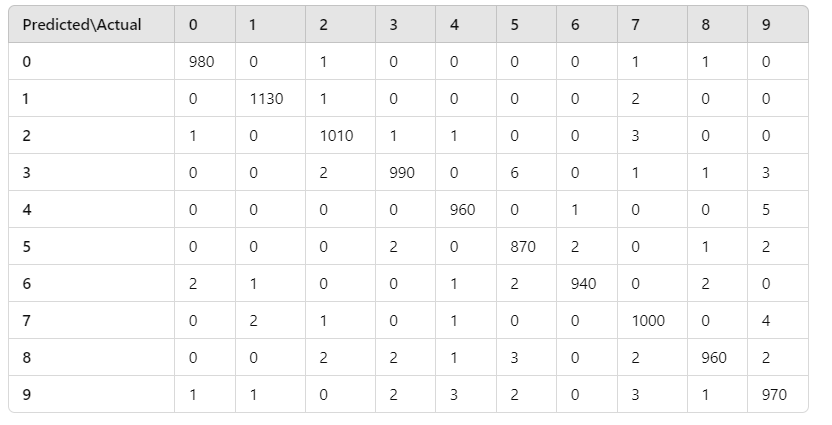 Predicted\Actual 0 1 2 3 4 5 6 7 8 9
0 980 0 1 0 0 0 0 1 1 0
1 0 1130 1 0 0 0 0 2 0 0
2 1 0 1010 1 1 0 0 3 0 0
3 0 0 2 990 0 6 0 1 1 3
4 0 0 0 0 960 0 1 0 0 5
5 0 0 0 2 0 870 2 0 1 2
6 2 1 0 0 1 2 940 0 2 0
7 0 2 1 0 1 0 0 1000 0 4
8 0 0 2 2 1 3 0 2 960 2
9 1 1 0 2 3 2 0 3 1 970